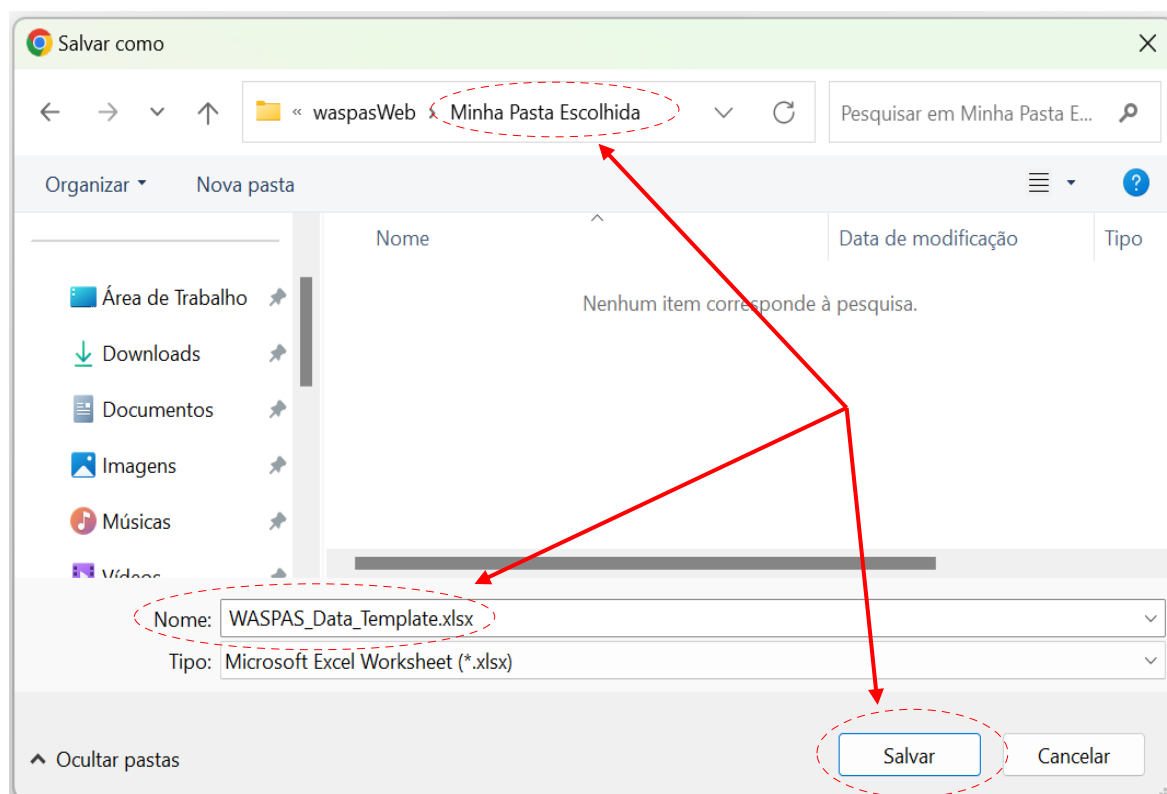 Salvar como
« waspasWeb › Minha Pasta Escolhida
Pesquisar em Minha Pasta E...
Organizar
Nova pasta
?
Nome
Data de modificação
Tipo
Nenhum item corresponde à pesquisa.
Área de Trabalho
Downloads
Documentos
Imagens
Músicas
Vídeos
Nome: WASPAS_Data_Template.xlsx
Tipo: Microsoft Excel Worksheet (*.xlsx)
Ocultar pastas
Salvar
Cancelar